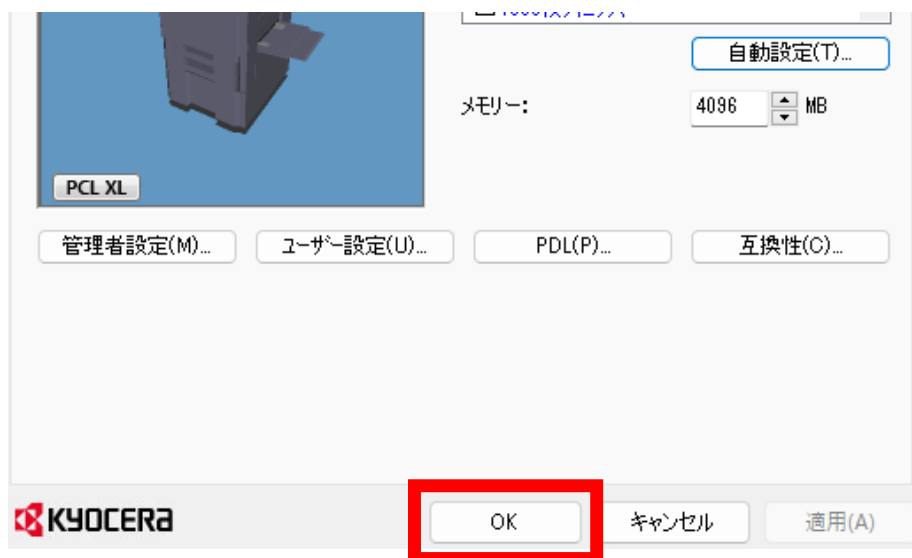 自動設定(T)...
メモリー: 4096 MB
PCL XL
管理者設定(M)... ユーザー設定(U)... PDL(P)... 互換性(C)...
KYOCERA OK キャンセル 適用(A)